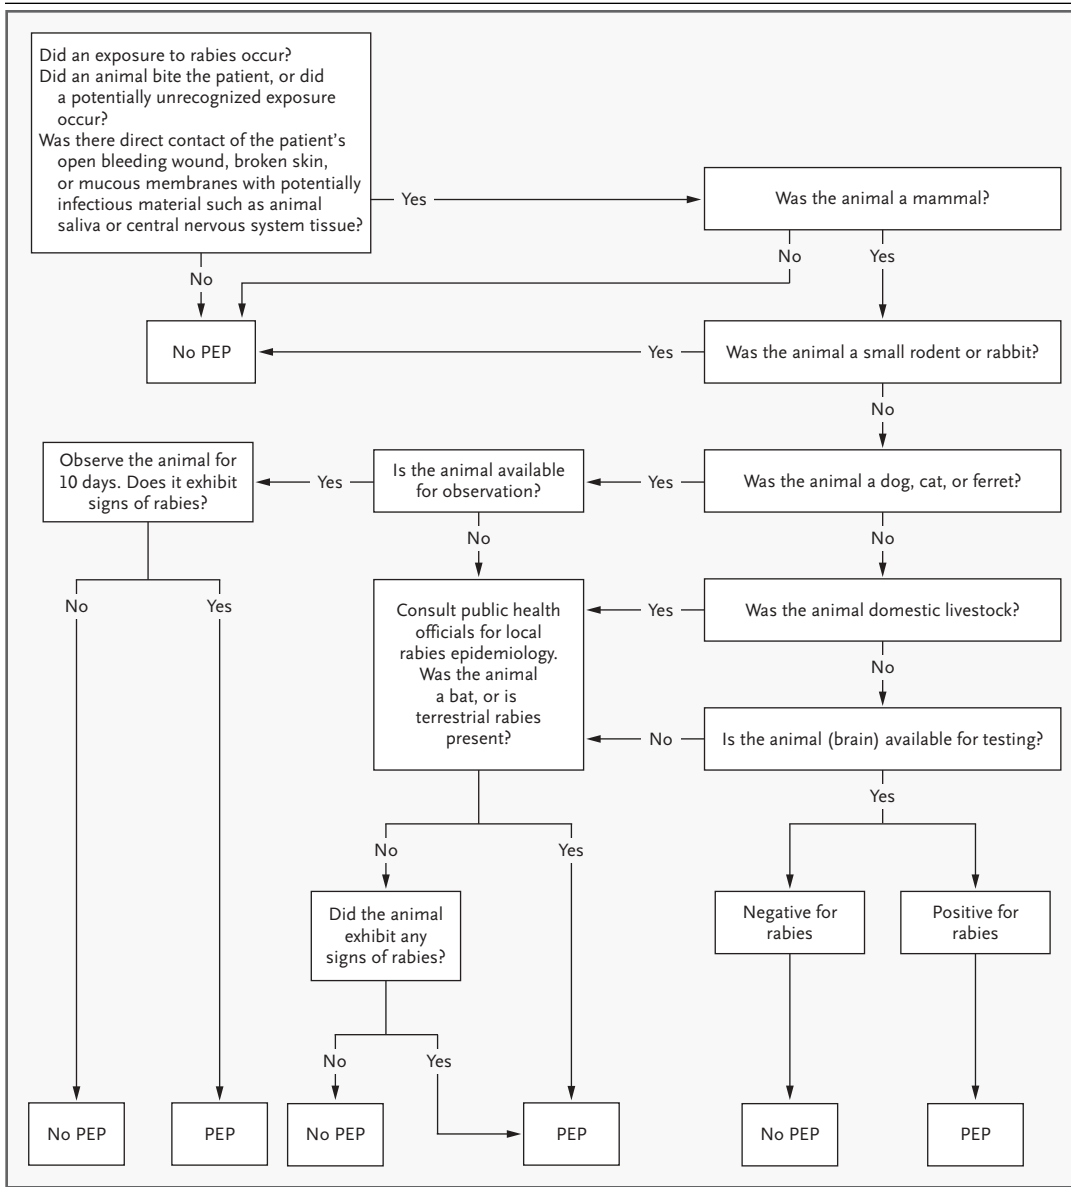 Did an exposure to rabies occur?
Did an animal bite the patient, or did
a potentially unrecognized exposure
occur?
Was there direct contact of the patient’s
open bleeding wound, broken skin,
or mucous membranes with potentially
infectious material such as animal
saliva or central nervous system tissue?
Yes
Was the animal a mammal?
No
No
Yes
No PEP
Yes
Was the animal a small rodent or rabbit?
No
Observe the animal for
10 days. Does it exhibit
signs of rabies?
Yes
Is the animal available
for observation?
Yes
Was the animal a dog, cat, or ferret?
No
No
No
Yes
Consult public health
officials for local
rabies epidemiology.
Was the animal
a bat, or is
terrestrial rabies
present?
Yes
Was the animal domestic livestock?
No
No
Is the animal (brain) available for testing?
Yes
No
Yes
Did the animal
exhibit any
signs of rabies?
Negative for
rabies
Positive for
rabies
No
Yes
No PEP
PEP
No PEP
PEP
No PEP
PEP